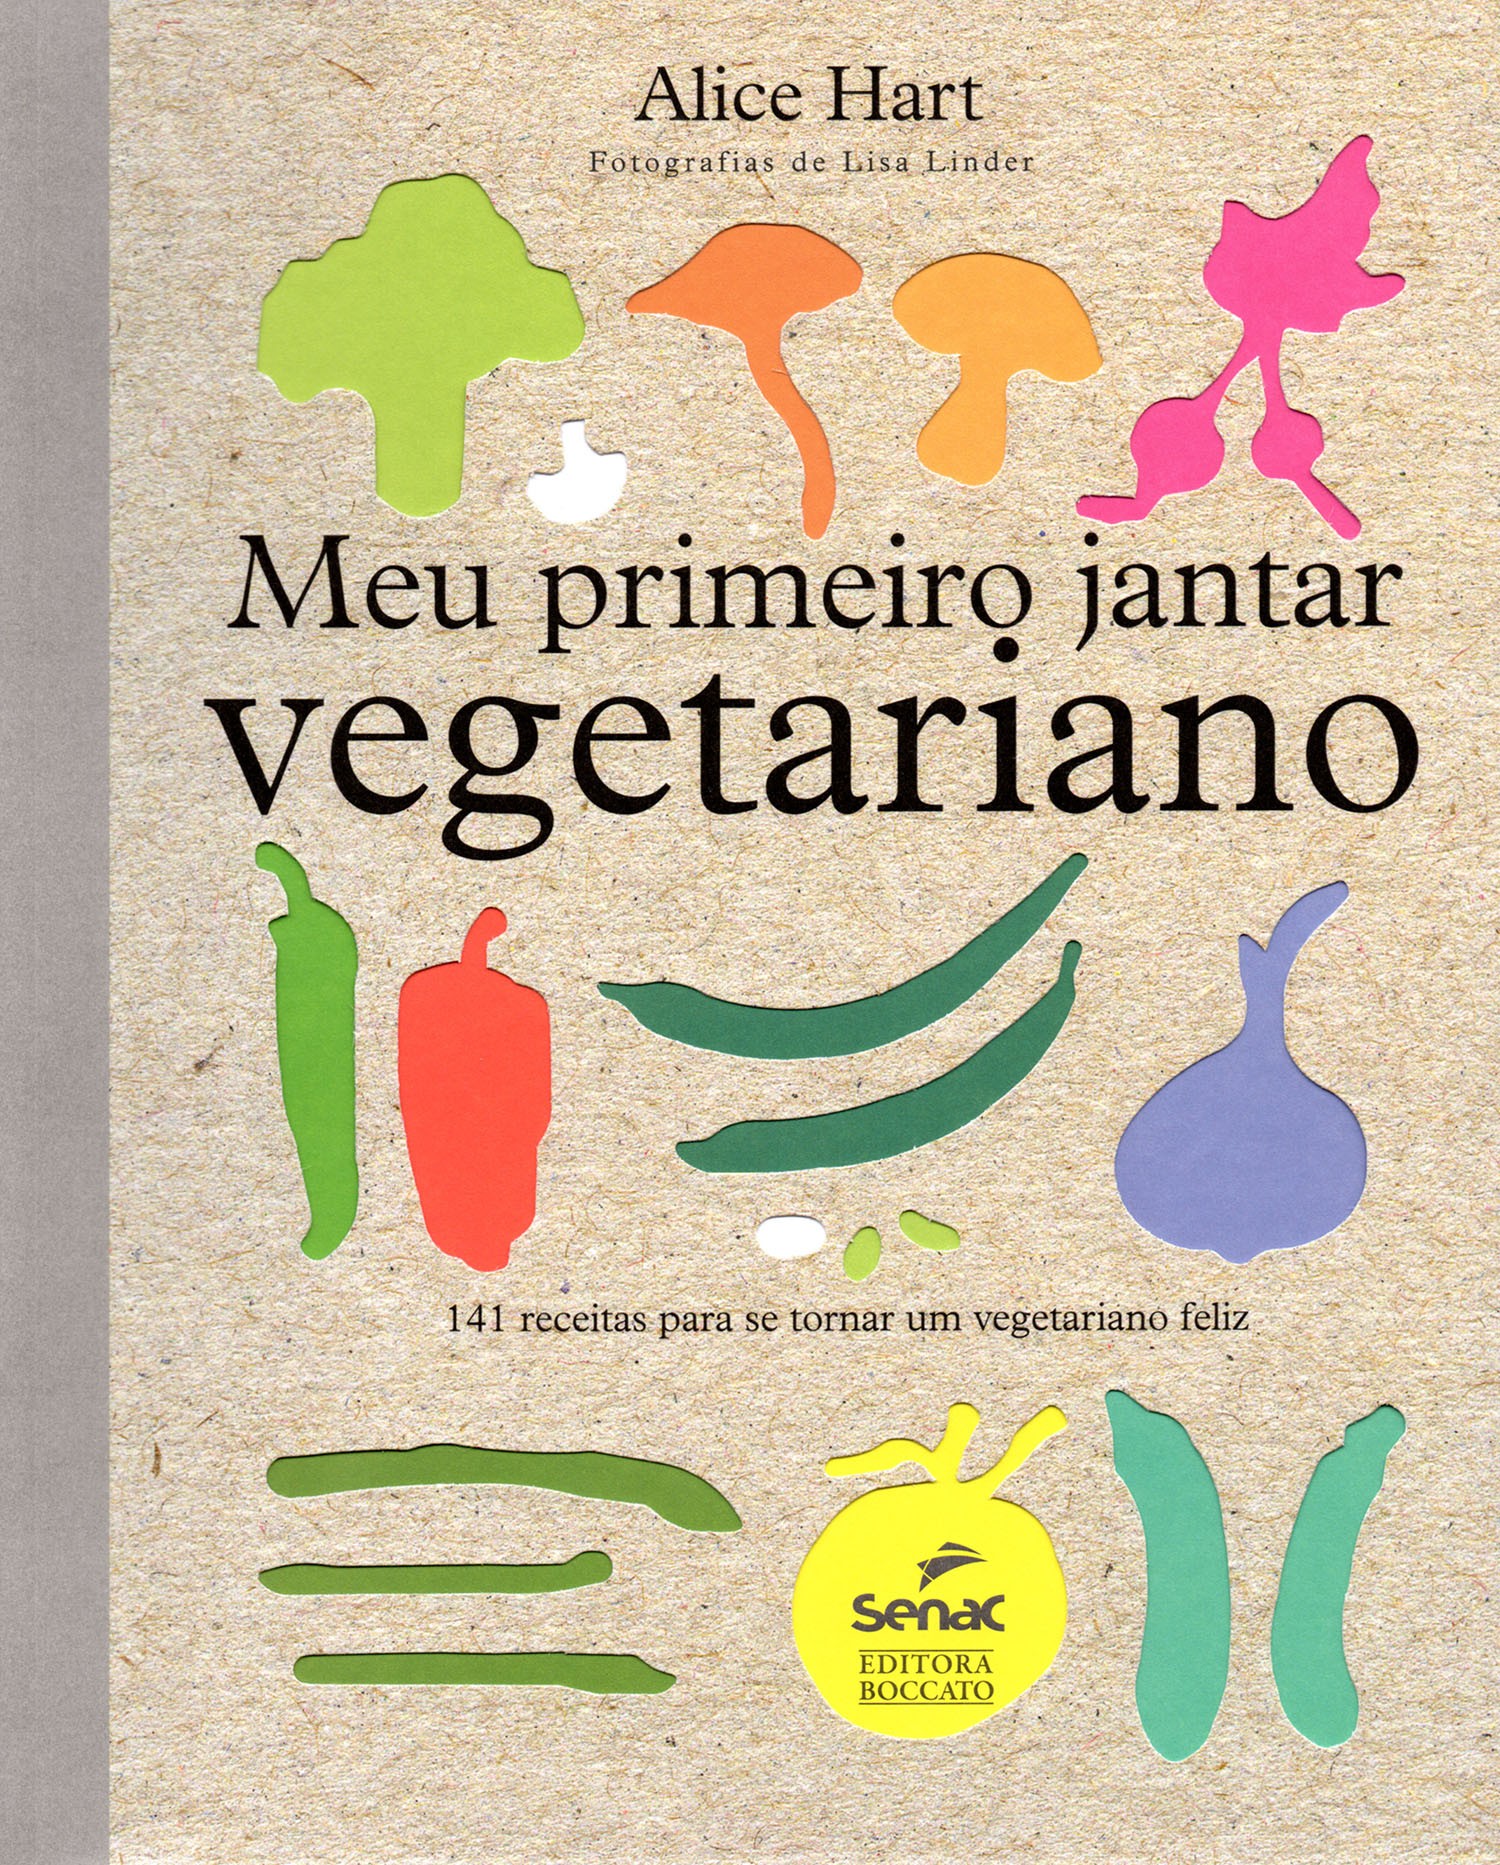 Alice Hart
Fotografias de Lisa Linder
Meu primeiro jantar
vegetariano
141 receitas para se tornar um vegetariano feliz
senac
EDITORA
BOCCATO